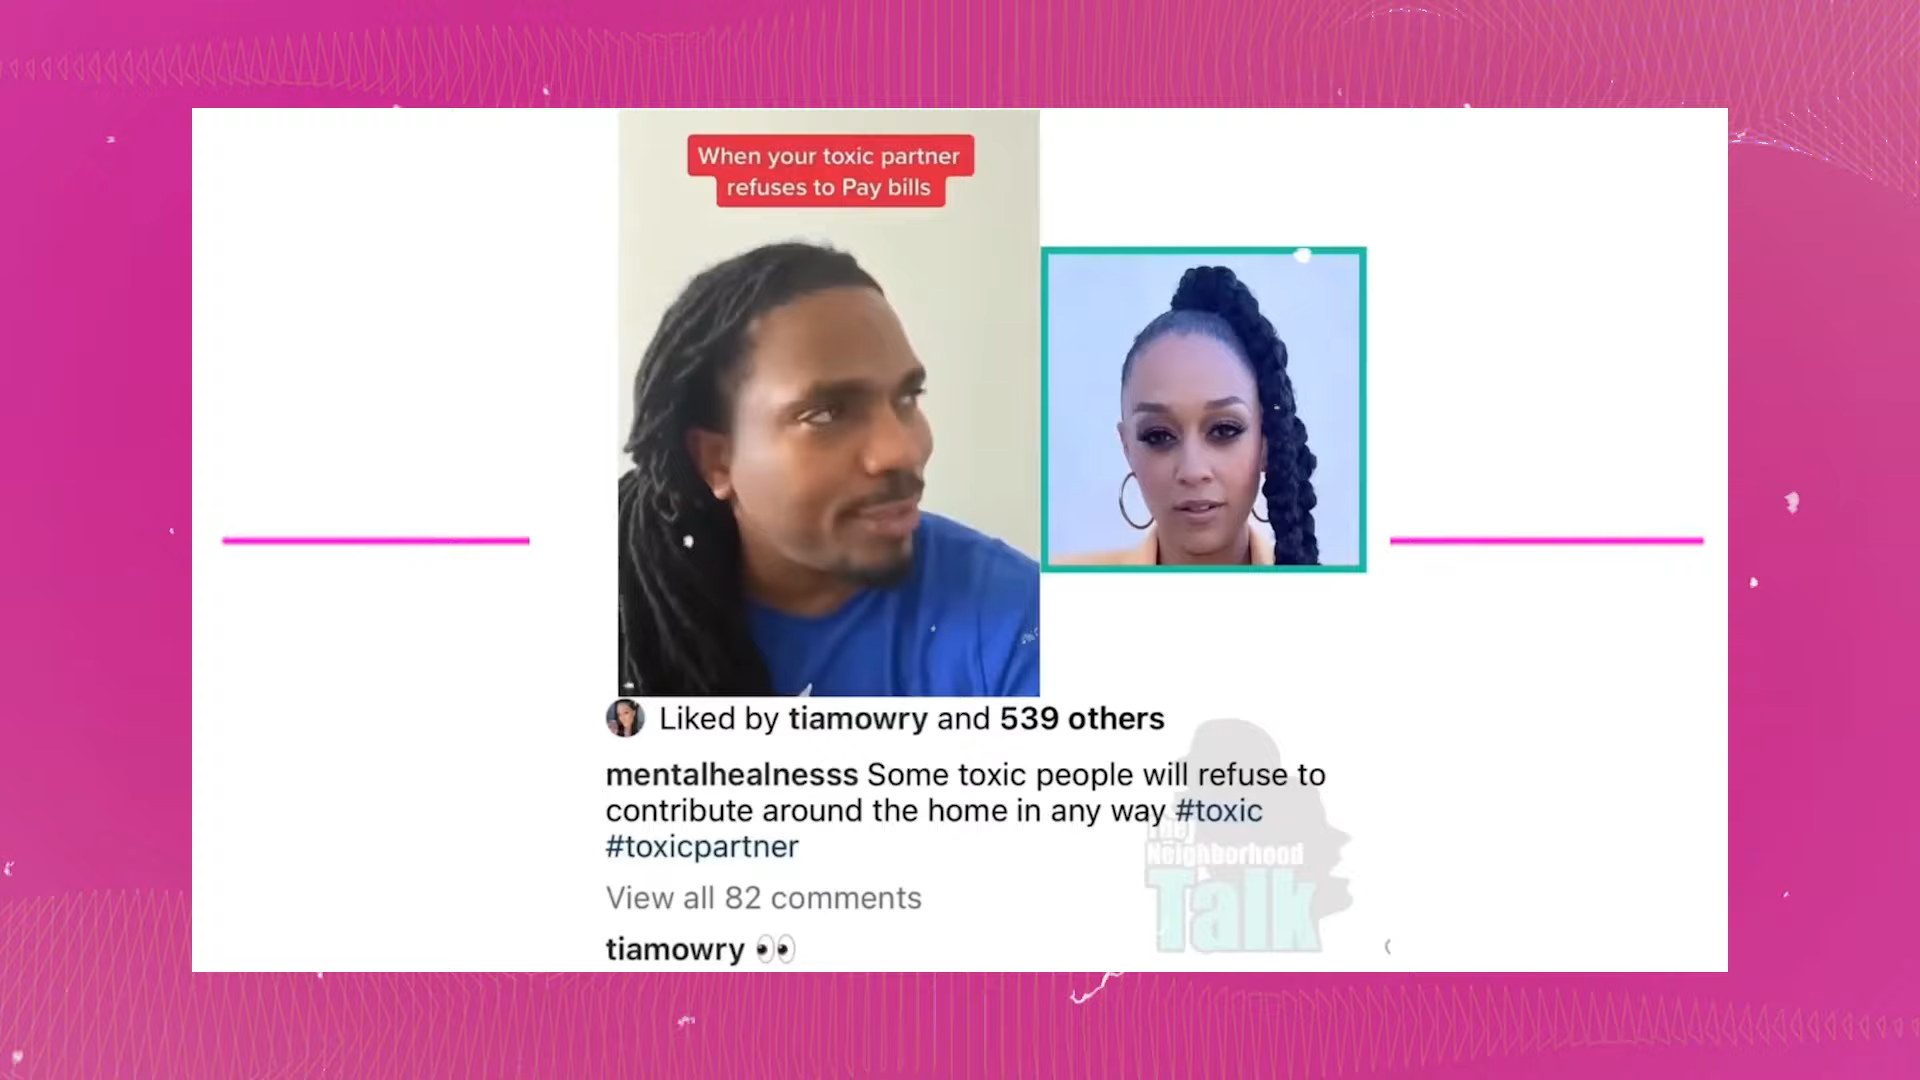 When your toxic partner
refuses to Pay bills
Liked by tiamowry and 539 others
mentalhealnesss Some toxic people will refuse to
contribute around the home in any way #toxic
#toxicpartner
View all 82 comments
tiamowry 👀
The
Neighborhood
Talk